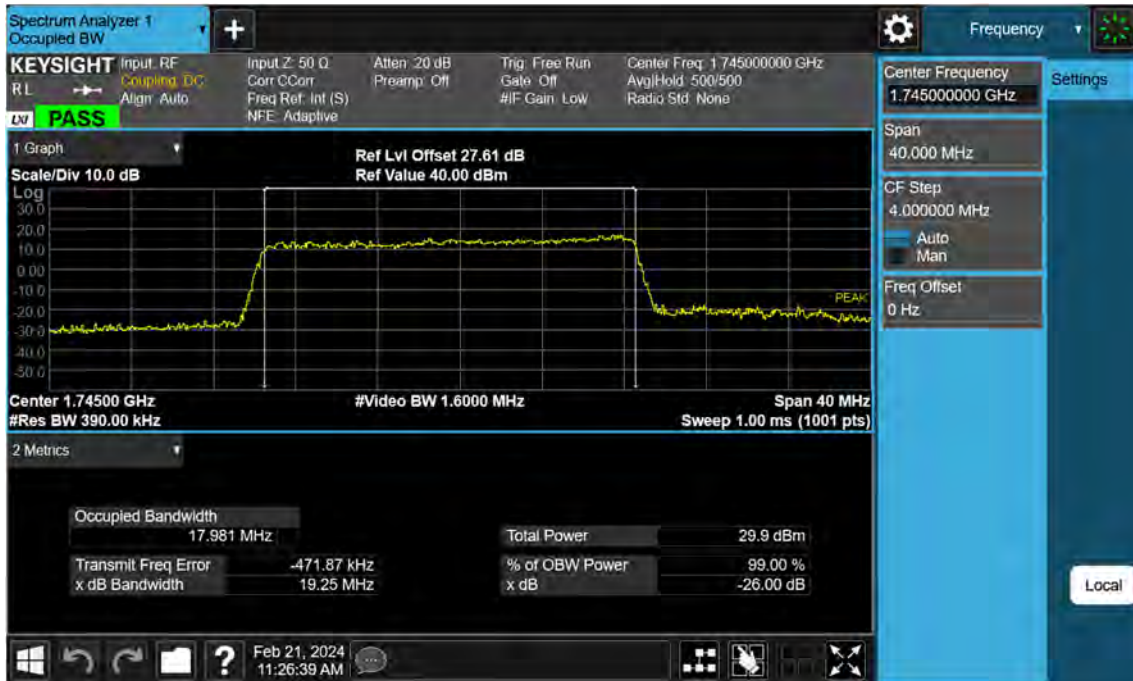 Spectrum Analyzer 1
Occupied BW
+
Frequency
KEYSIGHT
RL
LXI
PASS
Input: RF
Coupling: DC
Align: Auto
Input Z: 50 Ω
Corr CCorr
Freq Ref: Int (S)
NFE: Adaptive
Atten: 20 dB
Preamp: Off
Trig: Free Run
Gate: Off
#IF Gain: Low
Center Freq: 1.745000000 GHz
Avg|Hold: 500/500
Radio Std: None
Center Frequency
1.745000000 GHz
Settings
Span
40.000 MHz
CF Step
4.000000 MHz
Auto
Man
Freq Offset
0 Hz
1 Graph
Scale/Div 10.0 dB
Ref Lvl Offset 27.61 dB
Ref Value 40.00 dBm
Log
30.0
20.0
10.0
0.00
-10.0
-20.0
-30.0
-40.0
-50.0
PEAK
Center 1.74500 GHz
#Video BW 1.6000 MHz
Span 40 MHz
#Res BW 390.00 kHz
Sweep 1.00 ms (1001 pts)
2 Metrics
Occupied Bandwidth
17.981 MHz
Total Power 29.9 dBm
Transmit Freq Error -471.87 kHz
% of OBW Power 99.00 %
x dB Bandwidth 19.25 MHz
x dB -26.00 dB
Local
?
Feb 21, 2024
11:26:39 AM